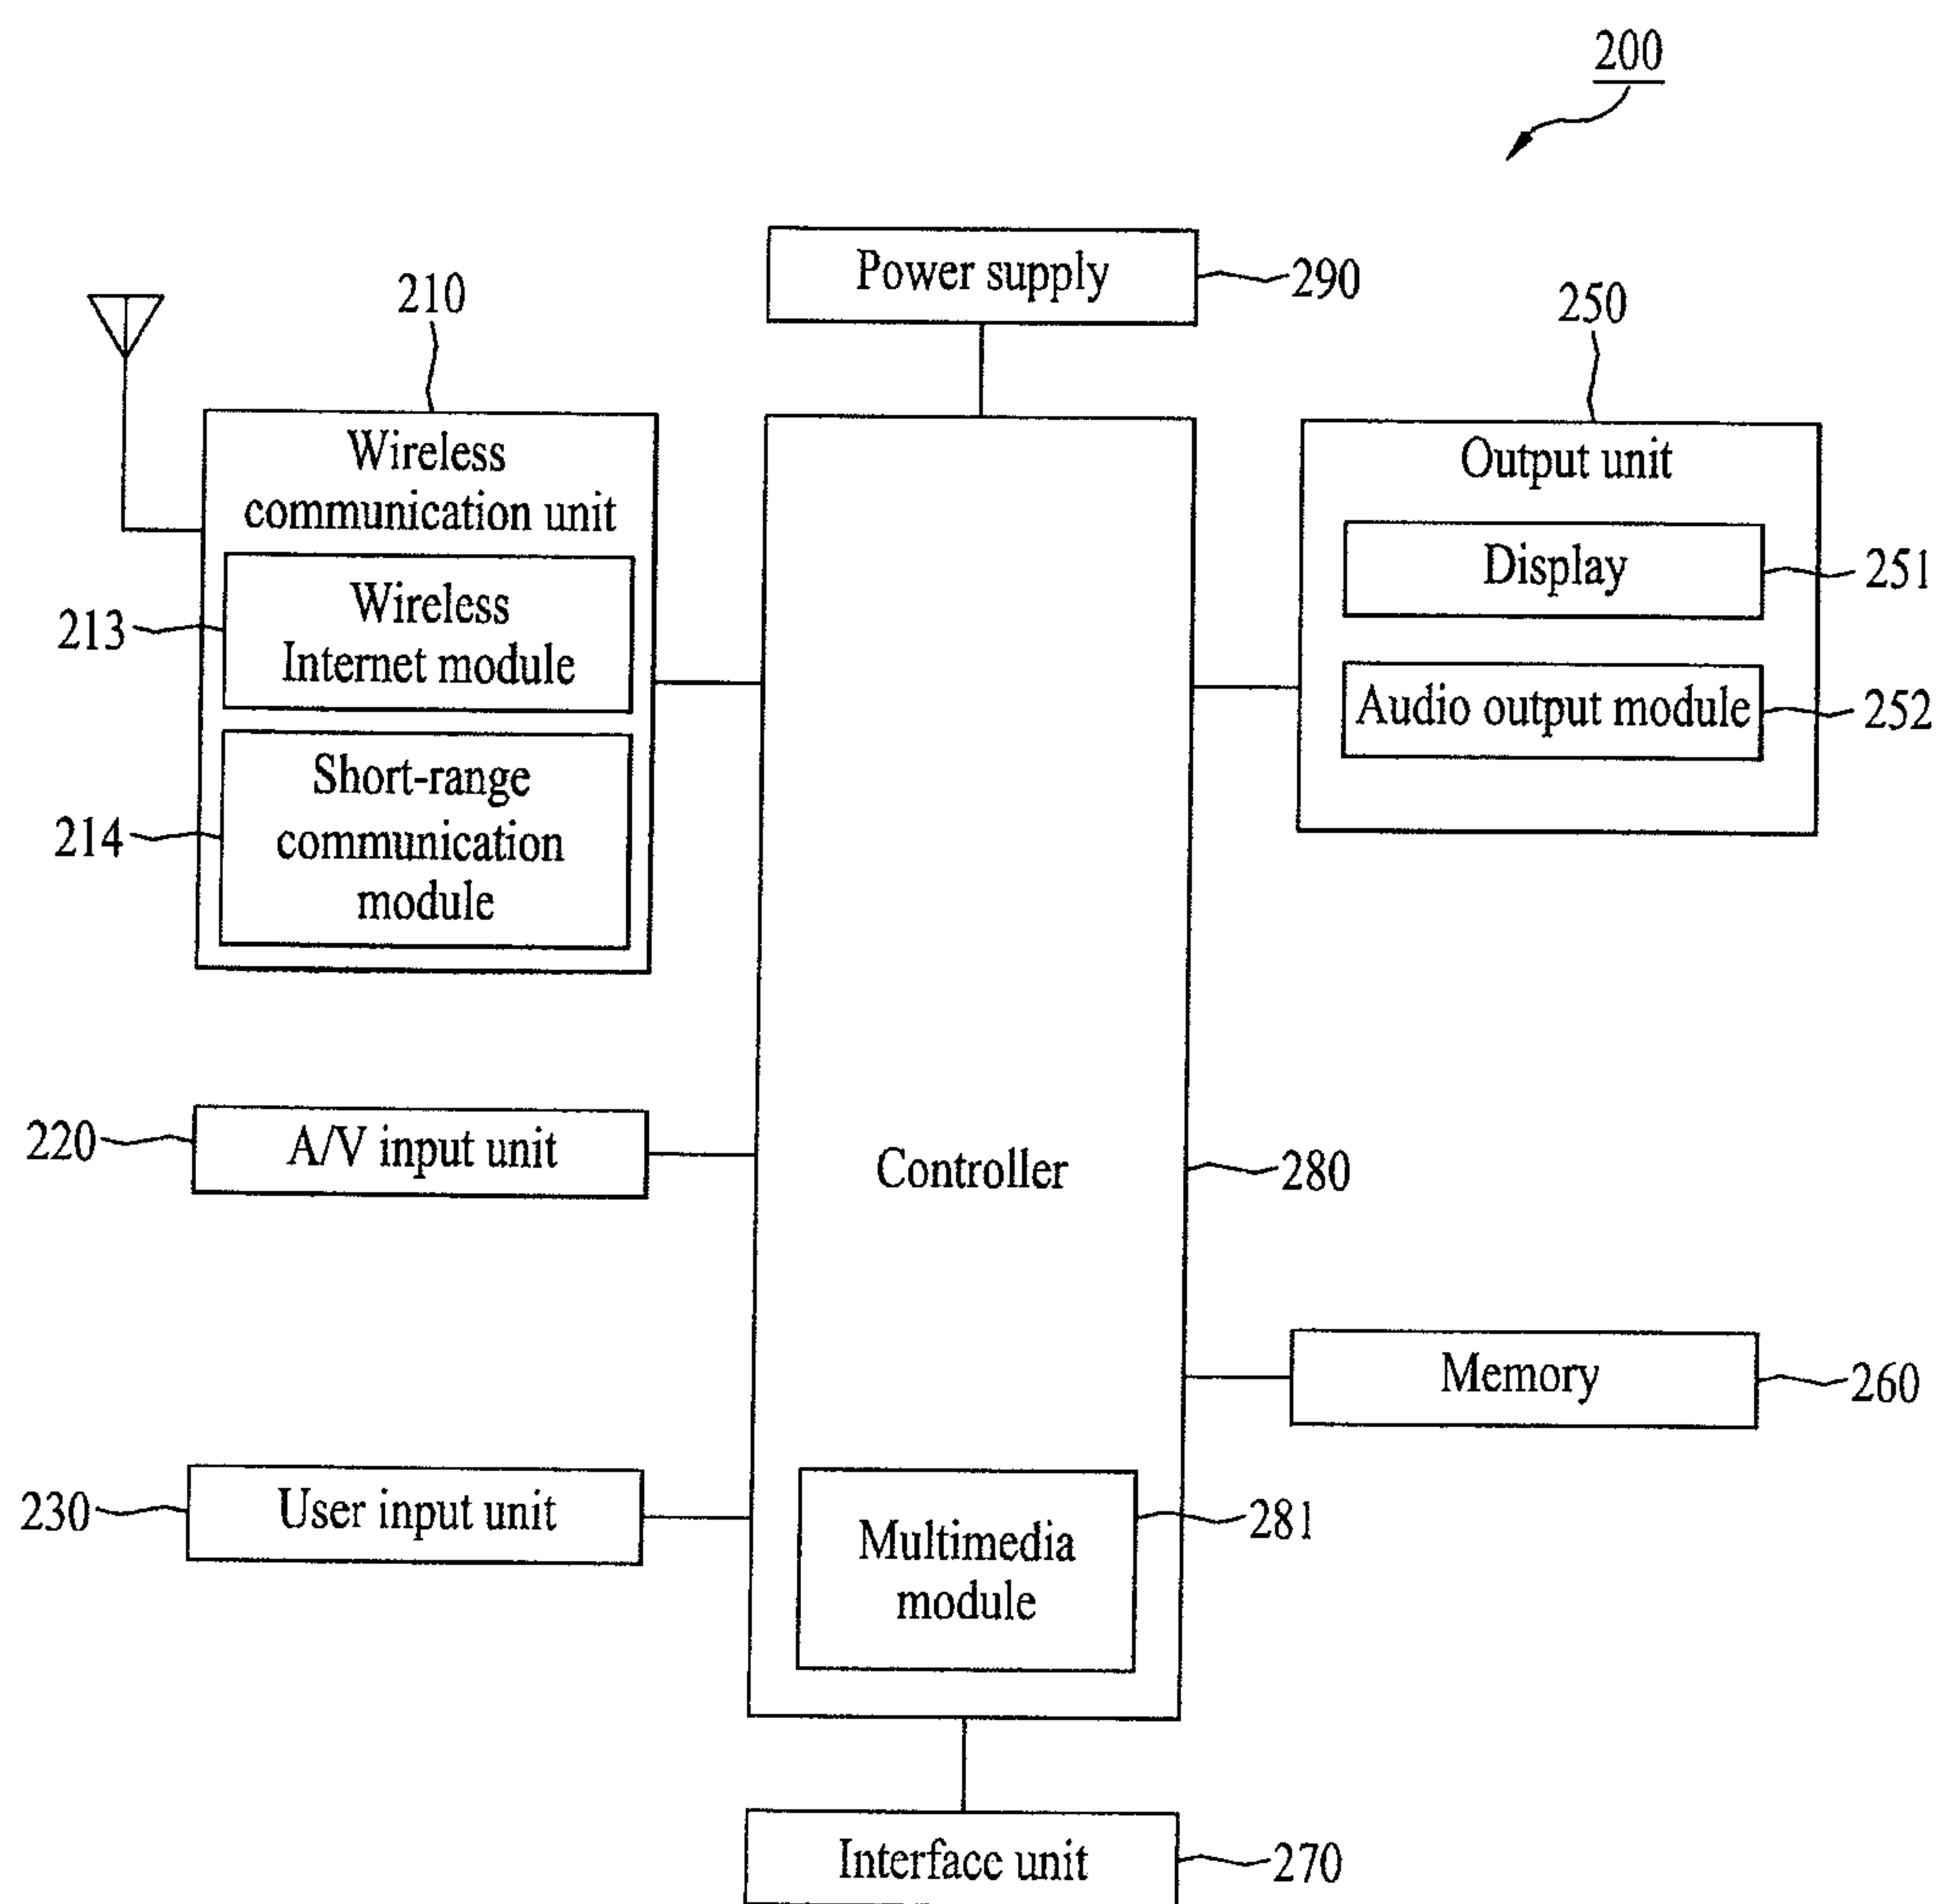 200
Power supply
290
210
250
Wireless
communication unit
Output unit
Wireless
Internet module
213
Display
251
Audio output module
252
Short-range
communication
module
214
220
A/V input unit
Controller
280
Memory
260
230
User input unit
Multimedia
module
281
Interface unit
270